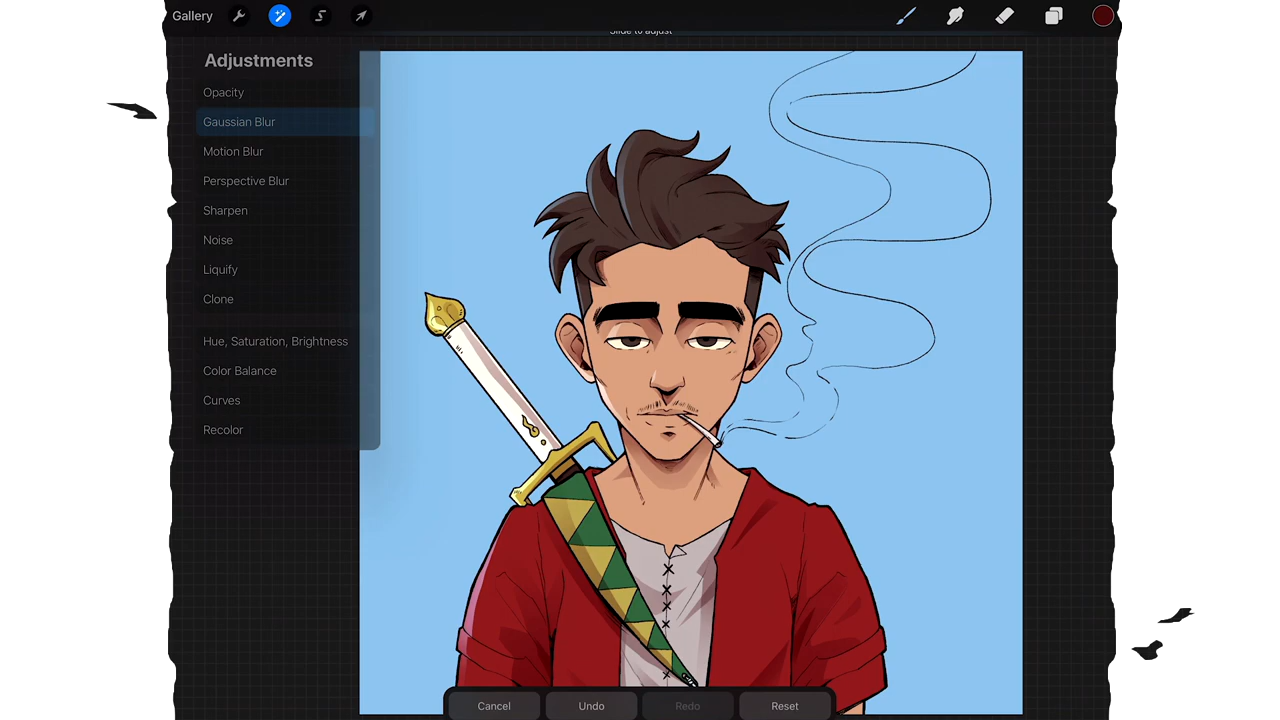 Gallery
Slide to adjust
Adjustments
Opacity
Gaussian Blur
Motion Blur
Perspective Blur
Sharpen
Noise
Liquify
Clone
Hue, Saturation, Brightness
Color Balance
Curves
Recolor
Cancel
Undo
Redo
Reset